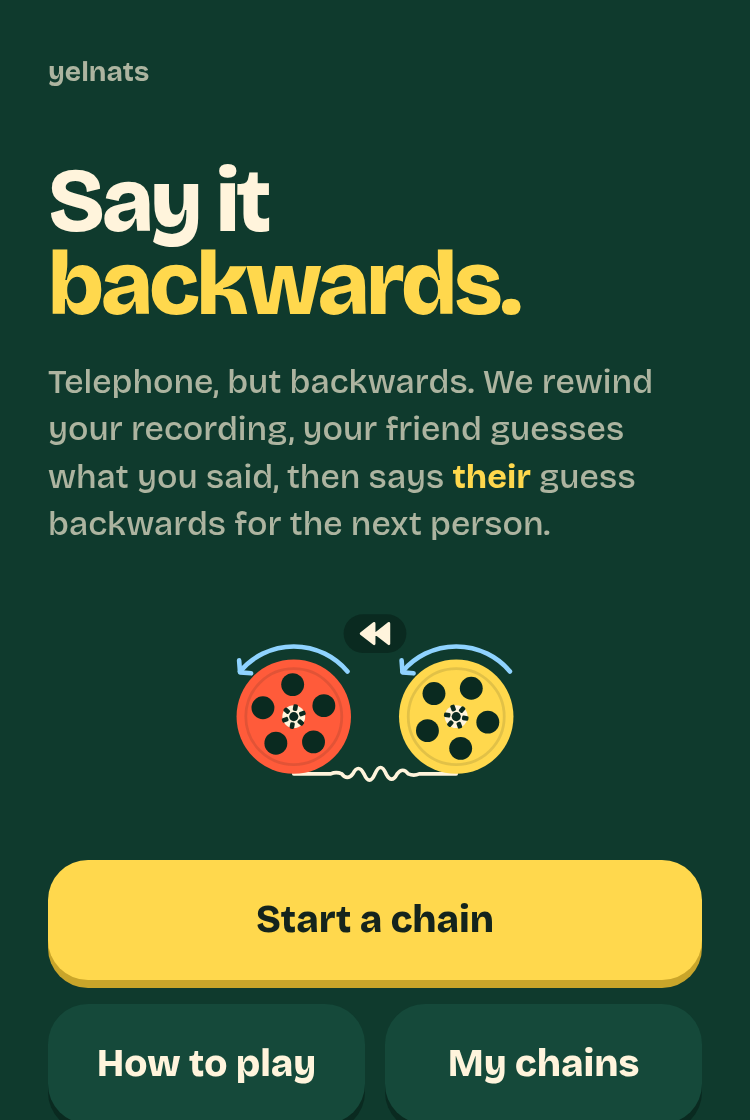 yelnats
Say it
backwards.
Telephone, but backwards. We rewind
your recording, your friend guesses
what you said, then says their guess
backwards for the next person.
Start a chain
How to play
My chains